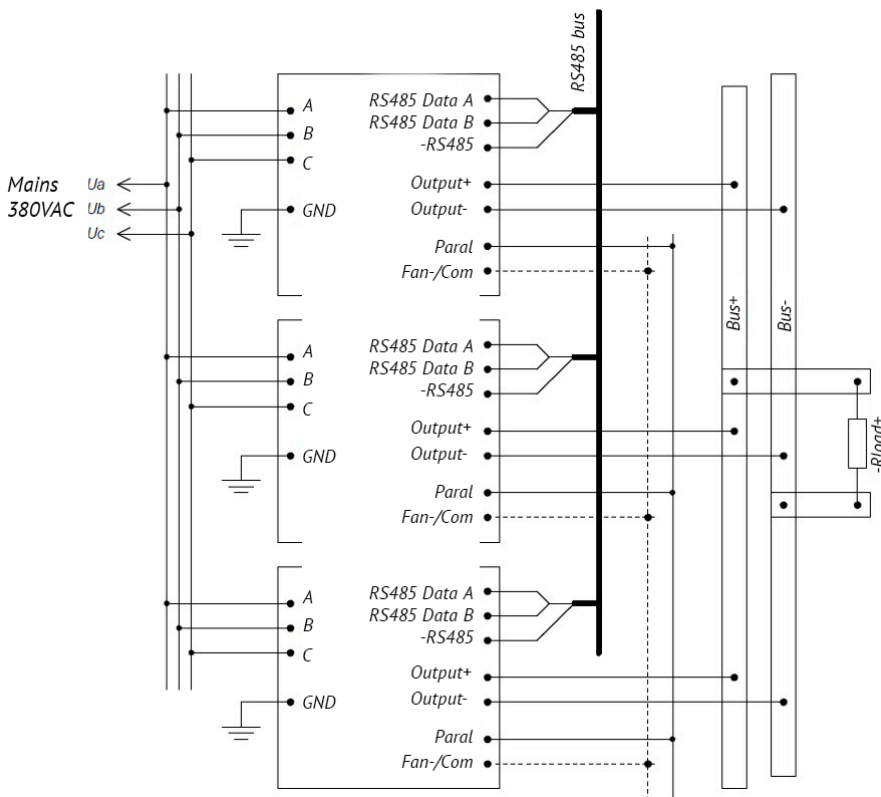 RS485 bus
A
B
C
GND
RS485 Data A
RS485 Data B
-RS485
Output+
Output-
Paral
Fan-/Com
Mains
380VAC
Ua
Ub
Uc
Bus+
Bus-
A
B
C
GND
RS485 Data A
RS485 Data B
-RS485
Output+
Output-
Paral
Fan-/Com
-Rload+
A
B
C
GND
RS485 Data A
RS485 Data B
-RS485
Output+
Output-
Paral
Fan-/Com